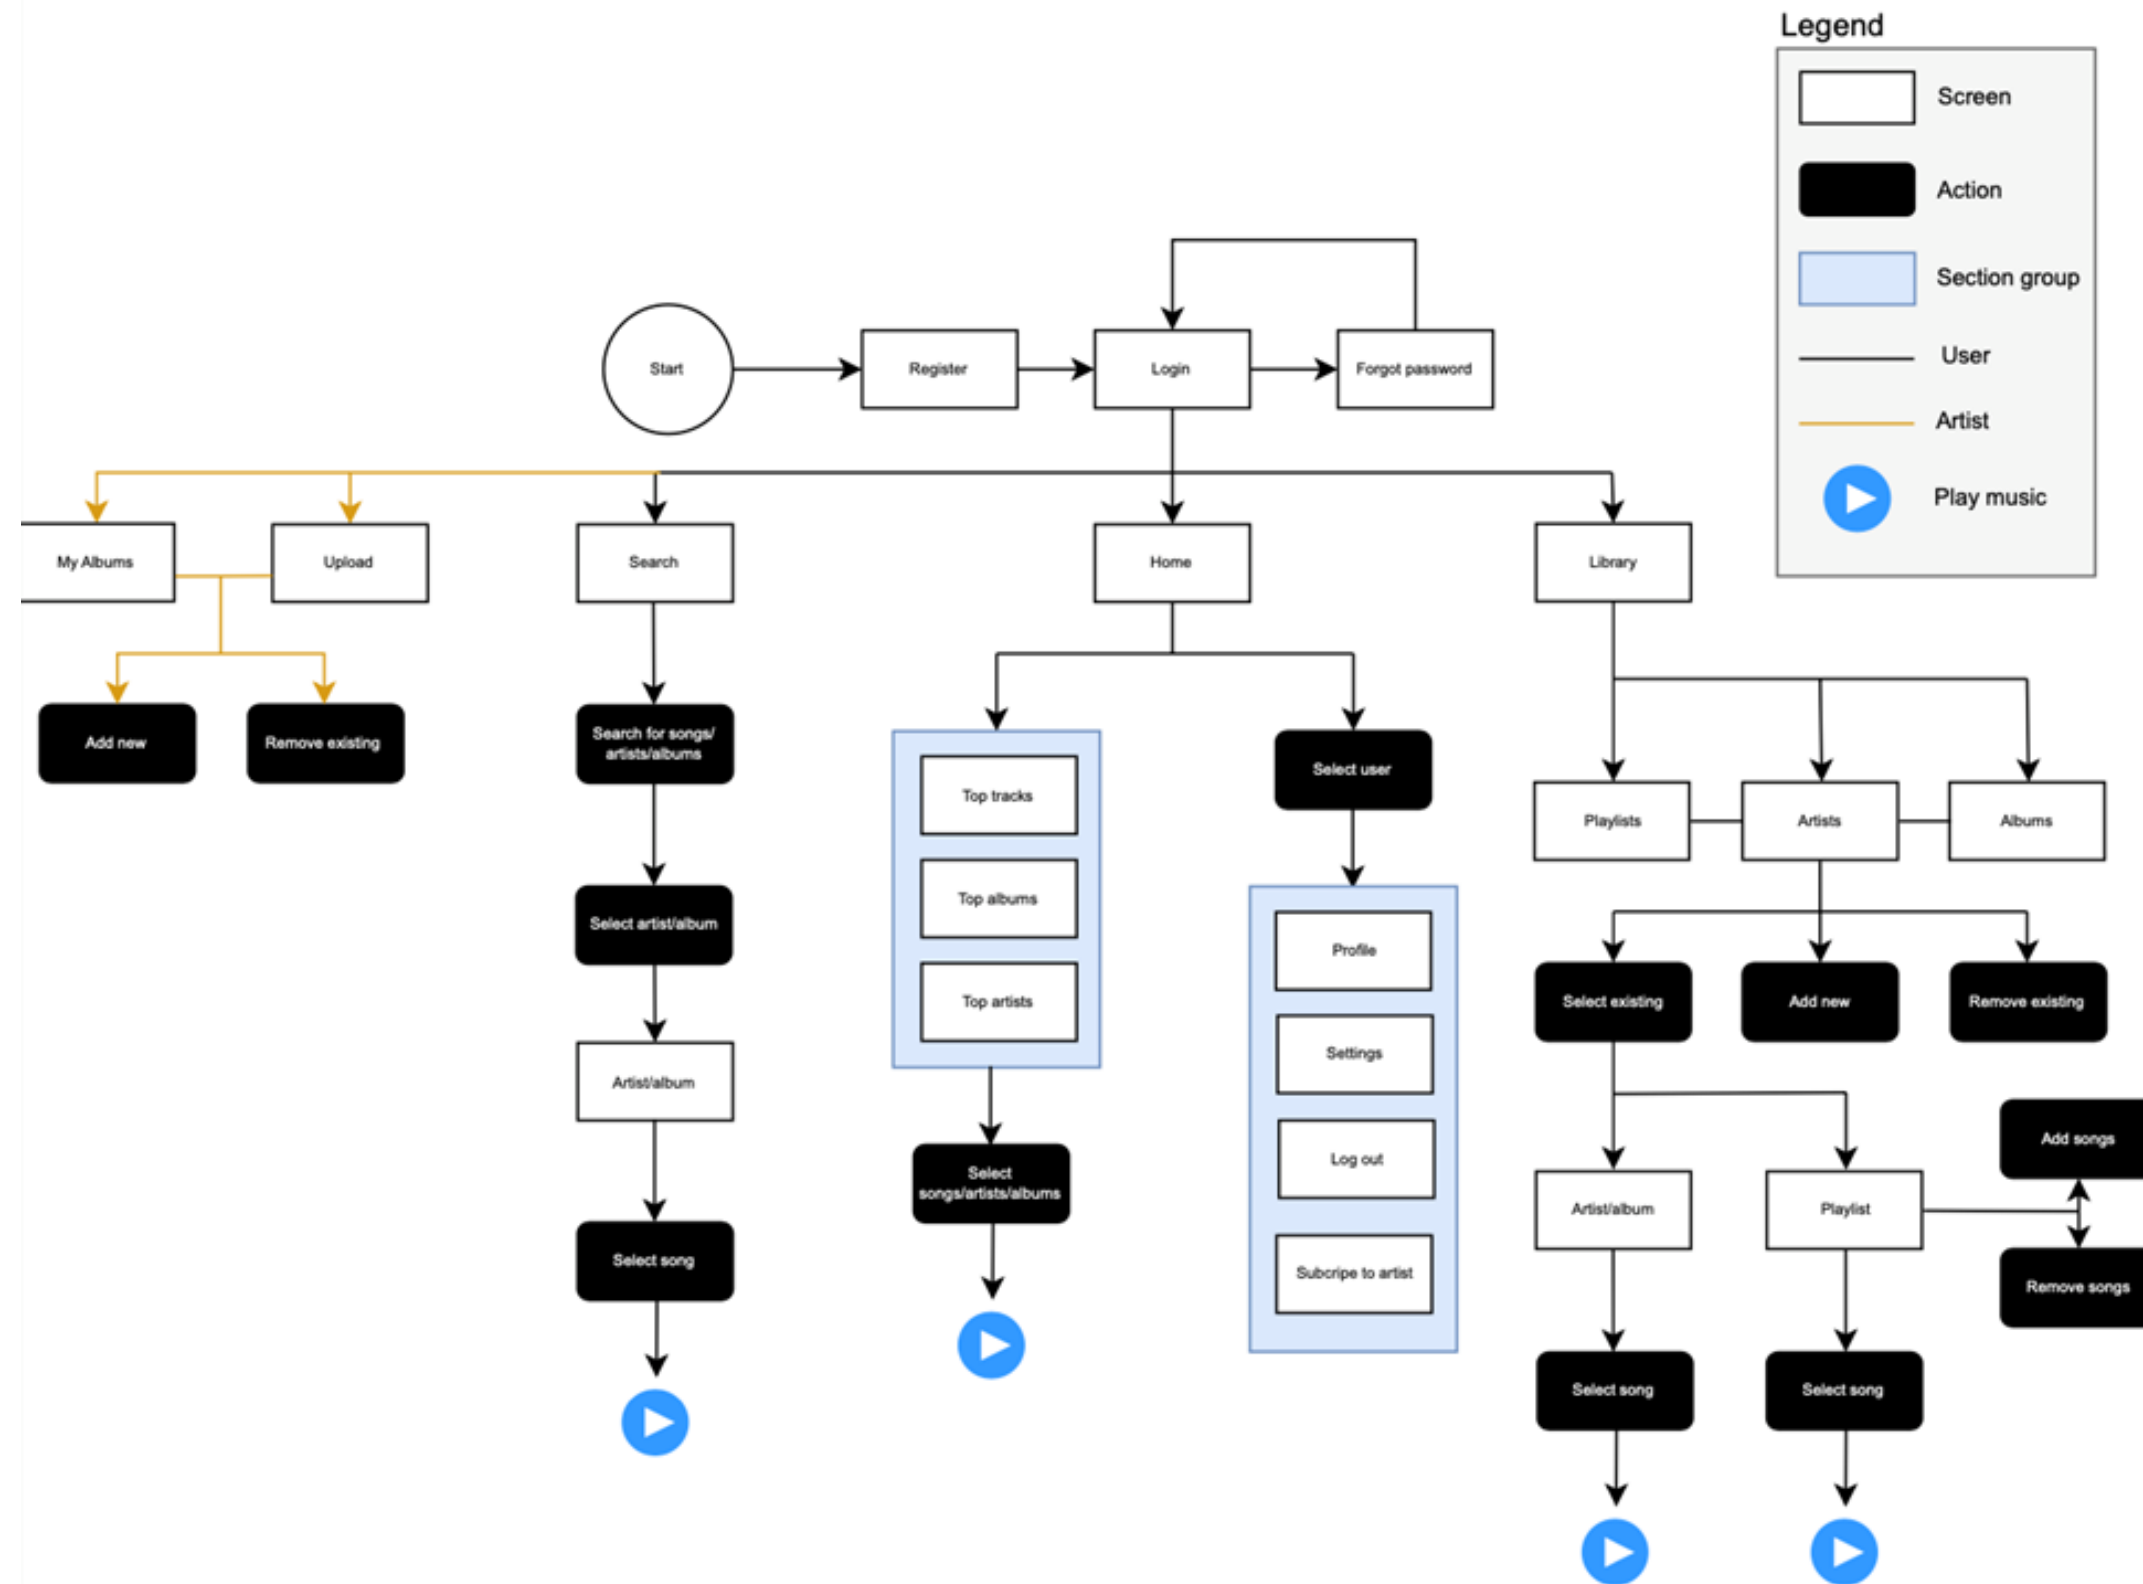 Legend
Screen
Action
Section group
User
Artist
Play music
Start
Register
Login
Forgot password
My Albums
Upload
Search
Home
Library
Add new
Remove existing
Search for songs/
artists/albums
Select artist/album
Artist/album
Select song
Top tracks
Top albums
Top artists
Select
songs/artists/albums
Select user
Profile
Settings
Log out
Subcripe to artist
Playlists
Artists
Albums
Select existing
Add new
Remove existing
Artist/album
Playlist
Add songs
Remove songs
Select song
Select song